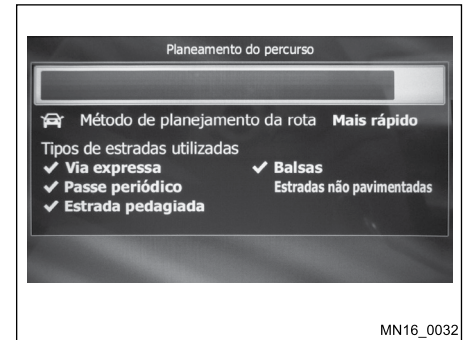 Planeamento do percurso
Método de planejamento da rota Mais rápido
Tipos de estradas utilizadas
Via expressa Balsas
Passe periódico Estradas não pavimentadas
Estrada pedagiada
MN16_0032